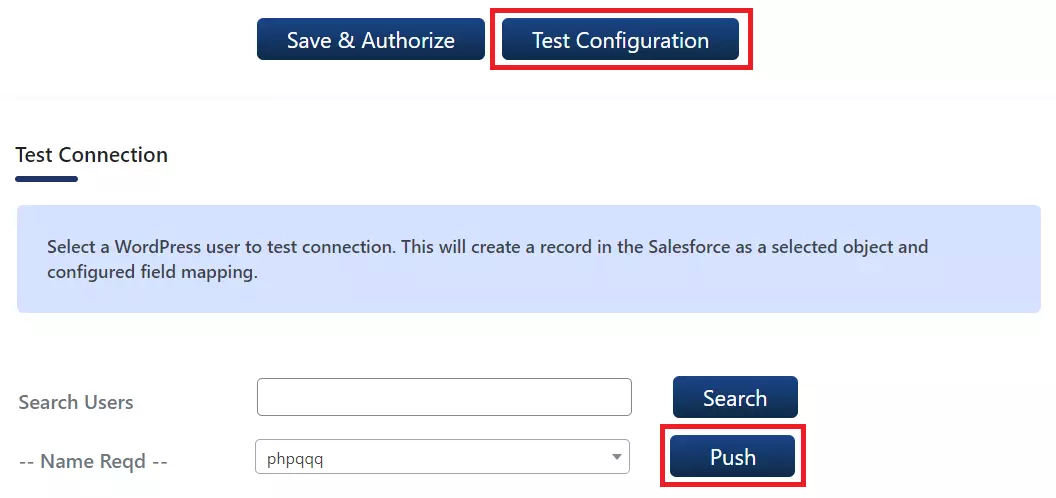 Save & Authorize
Test Configuration
Test Connection
Select a WordPress user to test connection. This will create a record in the Salesforce as a selected object and
configured field mapping.
Search Users
Search
-- Name Reqd --
phpqqq
Push